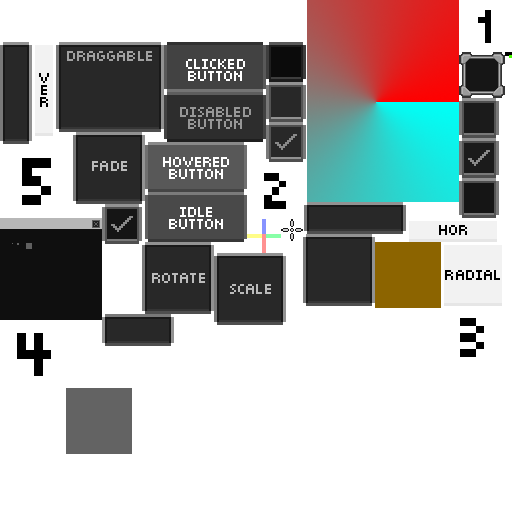 1
DRAGGABLE
CLICKED
BUTTON
VER
DISABLED
BUTTON
FADE
HOVERED
BUTTON
5
2
IDLE
BUTTON
HOR
ROTATE
SCALE
RADIAL
4
3